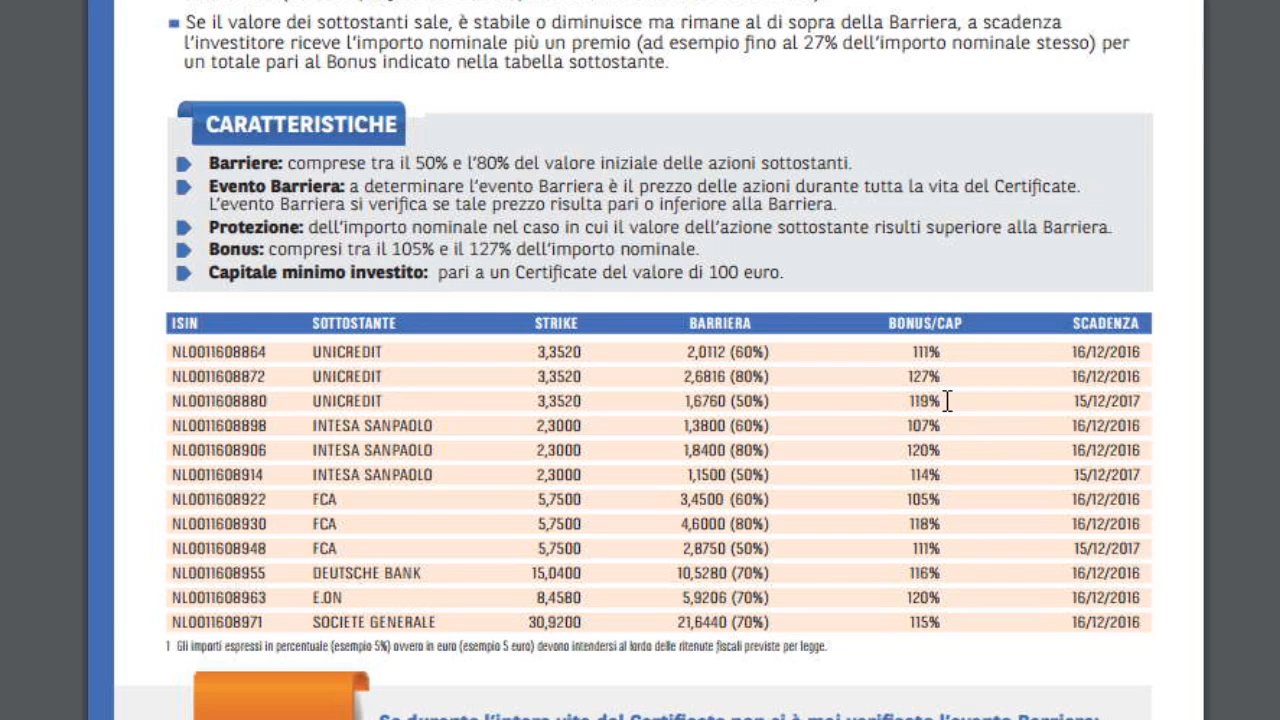 Se il valore dei sottostanti sale, è stabile o diminuisce ma rimane al di sopra della Barriera, a scadenza
l'investitore riceve l'importo nominale più un premio (ad esempio fino al 27% dell'importo nominale stesso) per
un totale pari al Bonus indicato nella tabella sottostante.
CARATTERISTICHE
Barriere: comprese tra il 50% e l'80% del valore iniziale delle azioni sottostanti.
Evento Barriera: a determinare l'evento Barriera è il prezzo delle azioni durante tutta la vita del Certificate.
L'evento Barriera si verifica se tale prezzo risulta pari o inferiore alla Barriera.
Protezione: dell'importo nominale nel caso in cui il valore dell'azione sottostante risulti superiore alla Barriera.
Bonus: compresi tra il 105% e il 127% dell'importo nominale.
Capitale minimo investito: pari a un Certificate del valore di 100 euro.
ISIN SOTTOSTANTE STRIKE BARRIERA BONUS/CAP SCADENZA
NL0011608864 UNICREDIT 3,3520 2,0112 (60%) 111% 16/12/2016
NL0011608872 UNICREDIT 3,3520 2,6816 (80%) 127% 16/12/2016
NL0011608880 UNICREDIT 3,3520 1,6760 (50%) 119% 15/12/2017
NL0011608898 INTESA SANPAOLO 2,3000 1,3800 (60%) 107% 16/12/2016
NL0011608906 INTESA SANPAOLO 2,3000 1,8400 (80%) 120% 16/12/2016
NL0011608914 INTESA SANPAOLO 2,3000 1,1500 (50%) 114% 15/12/2017
NL0011608922 FCA 5,7500 3,4500 (60%) 105% 16/12/2016
NL0011608930 FCA 5,7500 4,6000 (80%) 118% 16/12/2016
NL0011608948 FCA 5,7500 2,8750 (50%) 111% 15/12/2017
NL0011608955 DEUTSCHE BANK 15,0400 10,5280 (70%) 116% 16/12/2016
NL0011608963 E.ON 8,4580 5,9206 (70%) 120% 16/12/2016
NL0011608971 SOCIETE GENERALE 30,9200 21,6440 (70%) 115% 16/12/2016
1 Gli importi espressi in percentuale (esempio 5%) ovvero in euro (esempio 5 euro) devono intendersi al lordo delle ritenute fiscali previste per legge.
Se durante l'intera vita del Certificate non si è mai verificato l'evento Barriera: